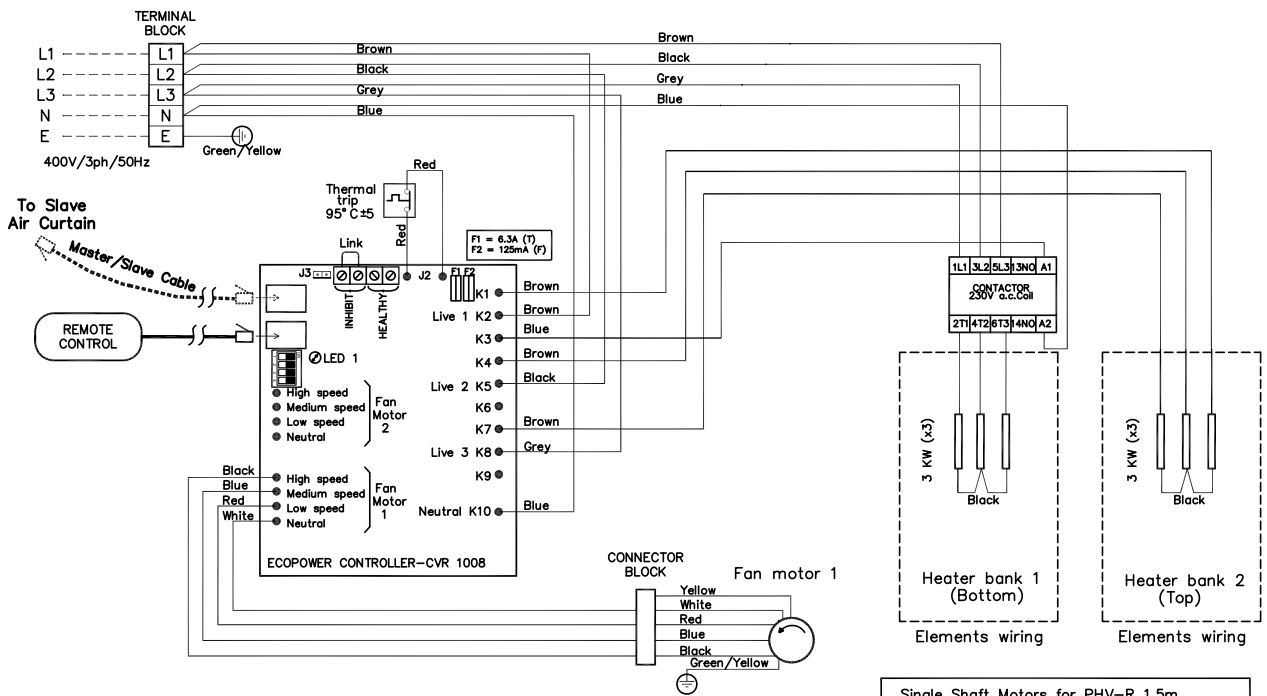 TERMINAL
BLOCK
L1 L1
L2 L2
L3 L3
N N
E E
400V/3ph/50Hz
Green/Yellow
Brown
Black
Grey
Blue
Brown
Black
Grey
Blue
Red
Thermal
trip
95°C±5
Red
F1 = 6.3A (T)
F2 = 125mA (F)
To Slave
Air Curtain
Master/Slave Cable
REMOTE
CONTROL
Link
J3
J2
F1 F2
INHIBIT
HEALTHY
LED 1
K1 Brown
Live 1 K2 Brown
K3 Blue
K4 Brown
Live 2 K5 Black
K6
K7 Brown
Live 3 K8 Grey
K9
Neutral K10 Blue
High speed
Medium speed
Low speed
Neutral
Fan
Motor
2
Black
Blue
Red
White
High speed
Medium speed
Low speed
Neutral
Fan
Motor
1
ECOPOWER CONTROLLER-CVR 1008
1L1 3L2 5L3 13NO A1
CONTACTOR
230V a.c.Coil
2T1 4T2 6T3 14NO A2
3 KW (x3)
Black
Heater bank 1
(Bottom)
Elements wiring
3 KW (x3)
Black
Heater bank 2
(Top)
Elements wiring
CONNECTOR
BLOCK
Fan motor 1
Yellow
White
Red
Blue
Black
Green/Yellow
Single Shaft Motors for PHV-R 1.5m